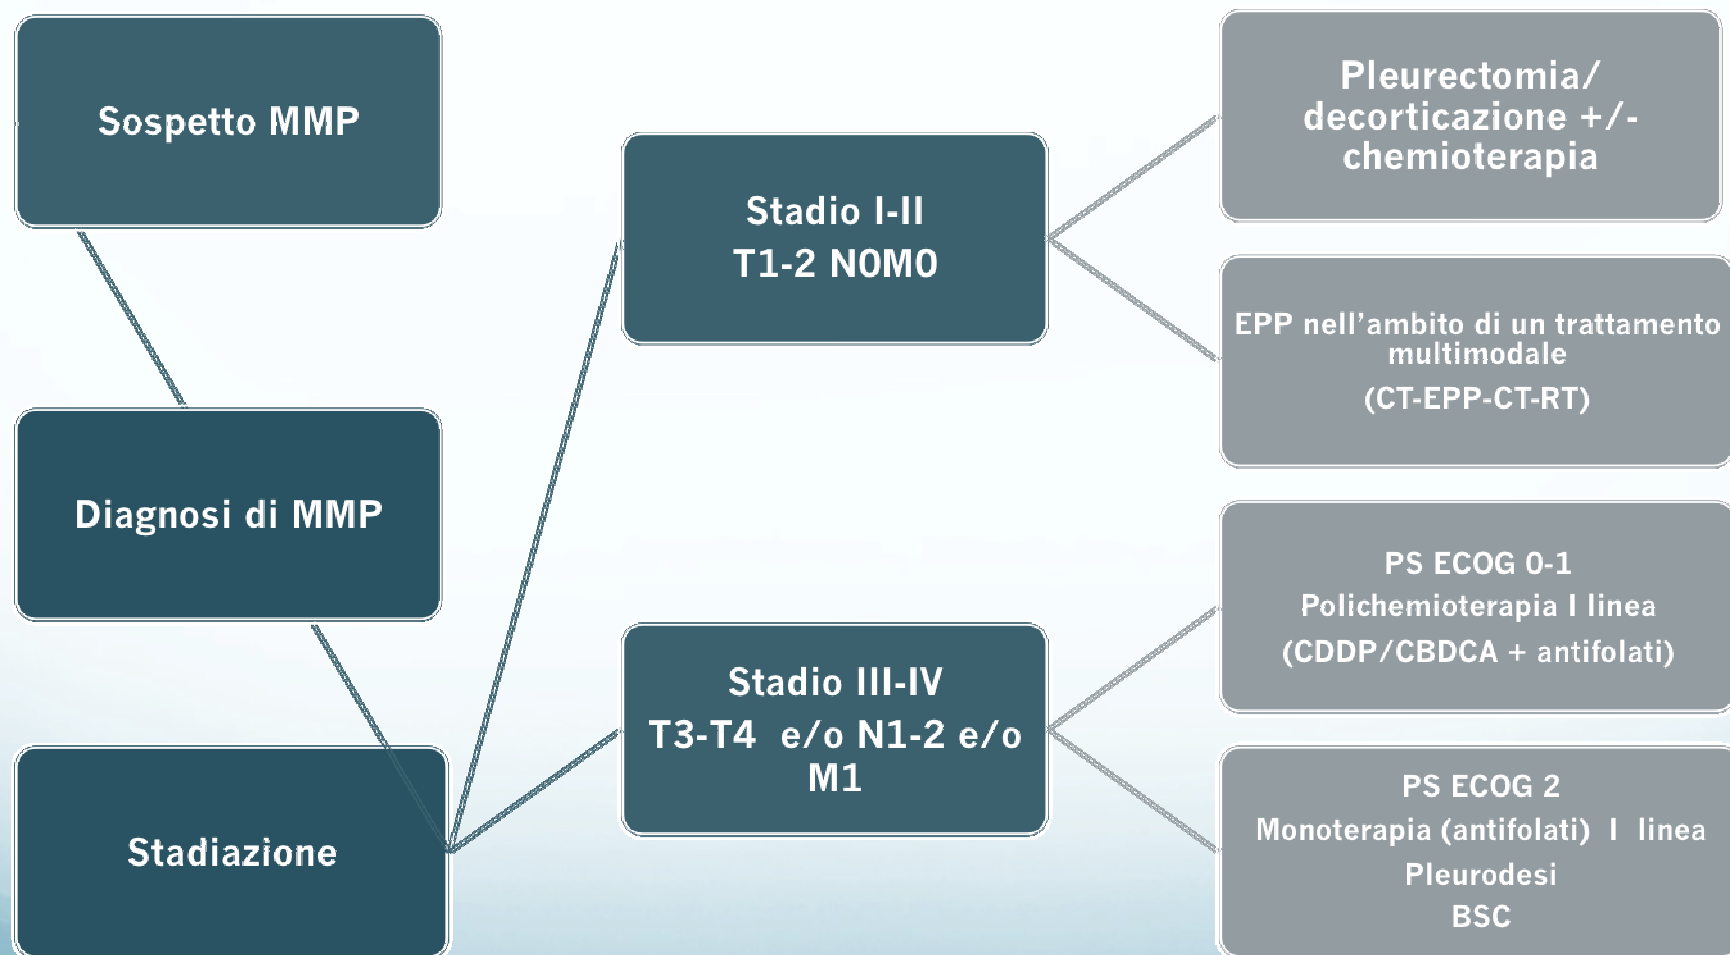 Sospetto MMP
Diagnosi di MMP
Stadiazione
Stadio I-II
T1-2 N0M0
Stadio III-IV
T3-T4 e/o N1-2 e/o
M1
Pleurectomia/
decorticazione +/-
chemioterapia
EPP nell'ambito di un trattamento
multimodale
(CT-EPP-CT-RT)
PS ECOG 0-1
Polichemioterapia I linea
(CDDP/CBDCA + antifolati)
PS ECOG 2
Monoterapia (antifolati) I linea
Pleurodesi
BSC